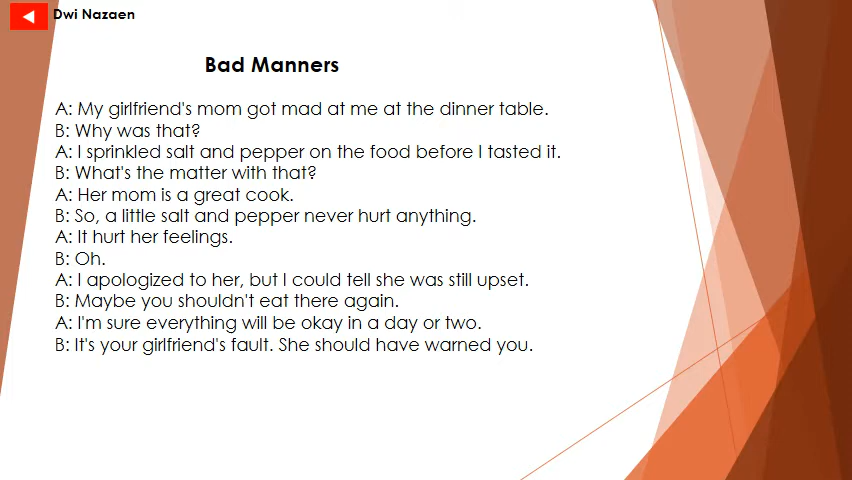 Dwi Nazaen
Bad Manners
A: My girlfriend's mom got mad at me at the dinner table.
B: Why was that?
A: I sprinkled salt and pepper on the food before I tasted it.
B: What's the matter with that?
A: Her mom is a great cook.
B: So, a little salt and pepper never hurt anything.
A: It hurt her feelings.
B: Oh.
A: I apologized to her, but I could tell she was still upset.
B: Maybe you shouldn't eat there again.
A: I'm sure everything will be okay in a day or two.
B: It's your girlfriend's fault. She should have warned you.